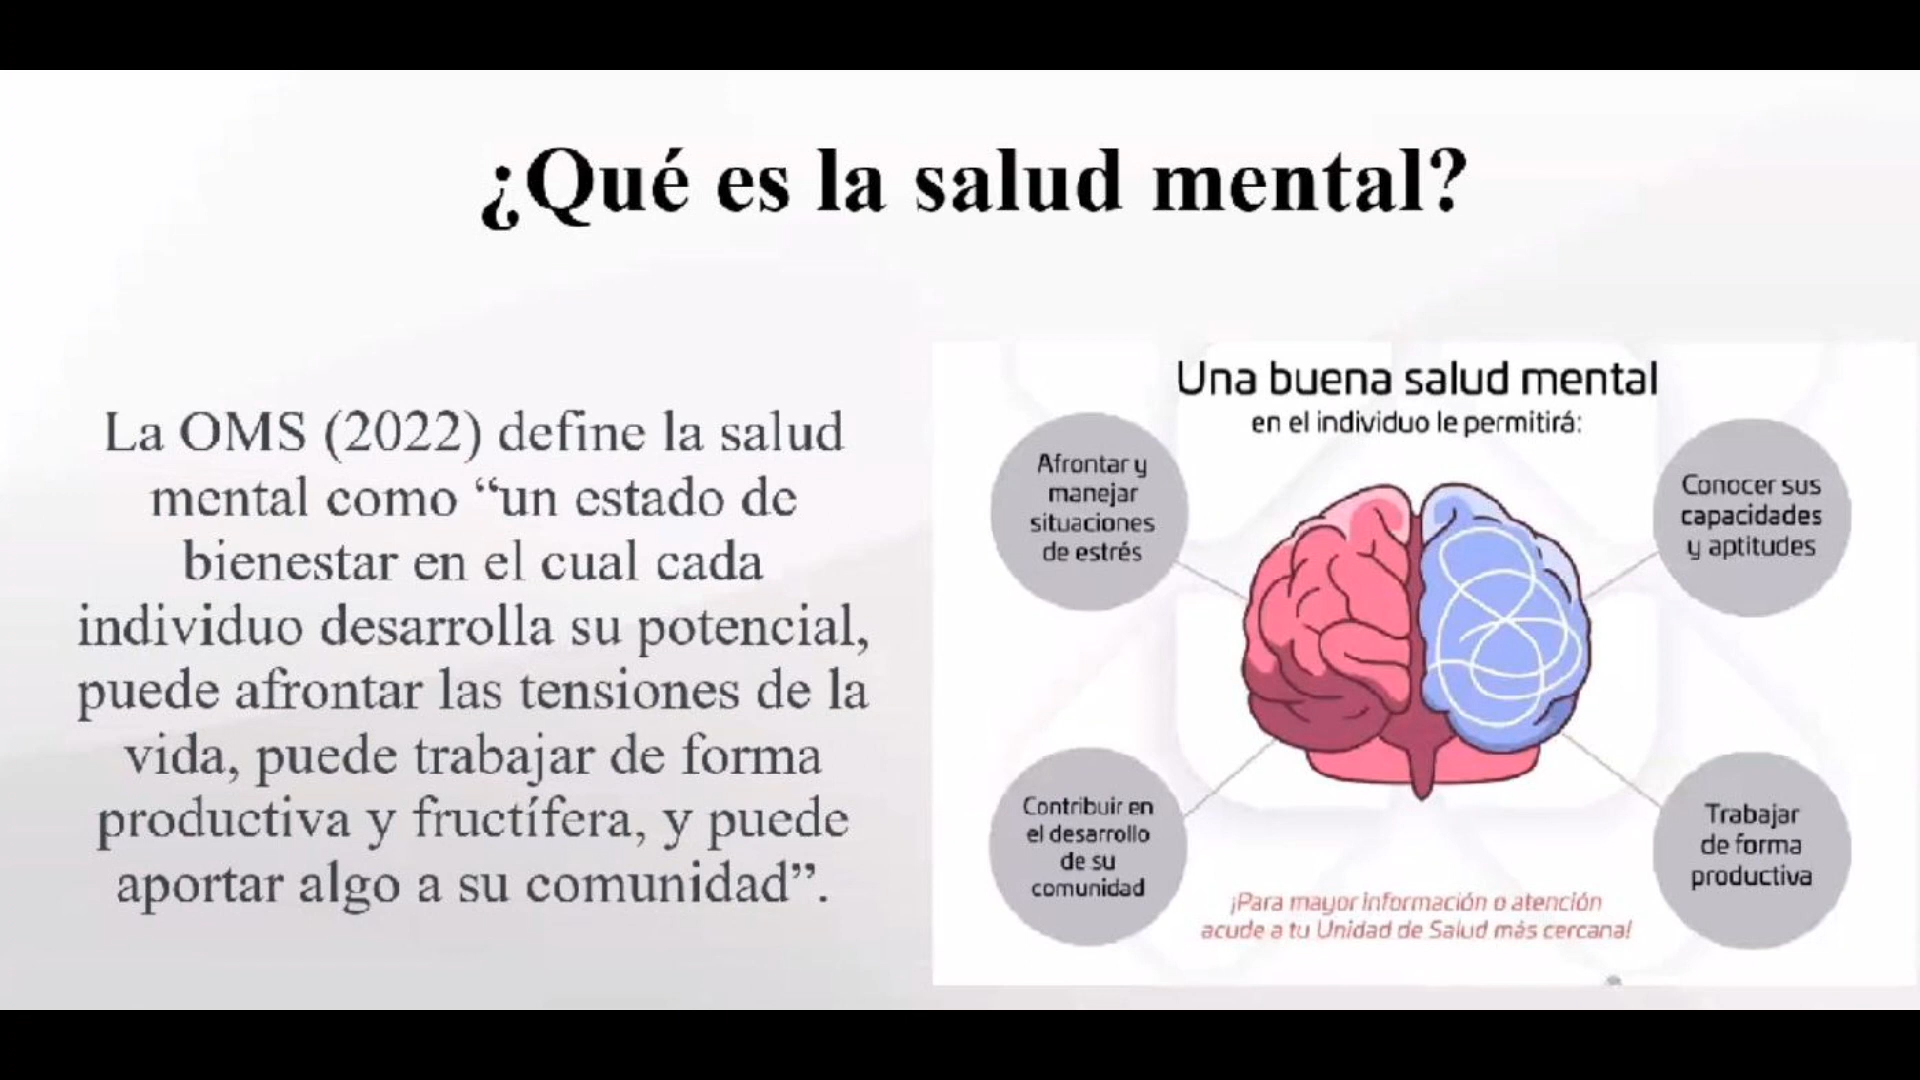 ¿Qué es la salud mental?
La OMS (2022) define la salud
mental como “un estado de
bienestar en el cual cada
individuo desarrolla su potencial,
puede afrontar las tensiones de la
vida, puede trabajar de forma
productiva y fructífera, y puede
aportar algo a su comunidad”.
Una buena salud mental
en el individuo le permitirá:
Afrontar y
manejar
situaciones
de estrés
Conocer sus
capacidades
y aptitudes
Contribuir en
el desarrollo
de su
comunidad
Trabajar
de forma
productiva
¡Para mayor información o atención
acude a tu Unidad de Salud más cercana!